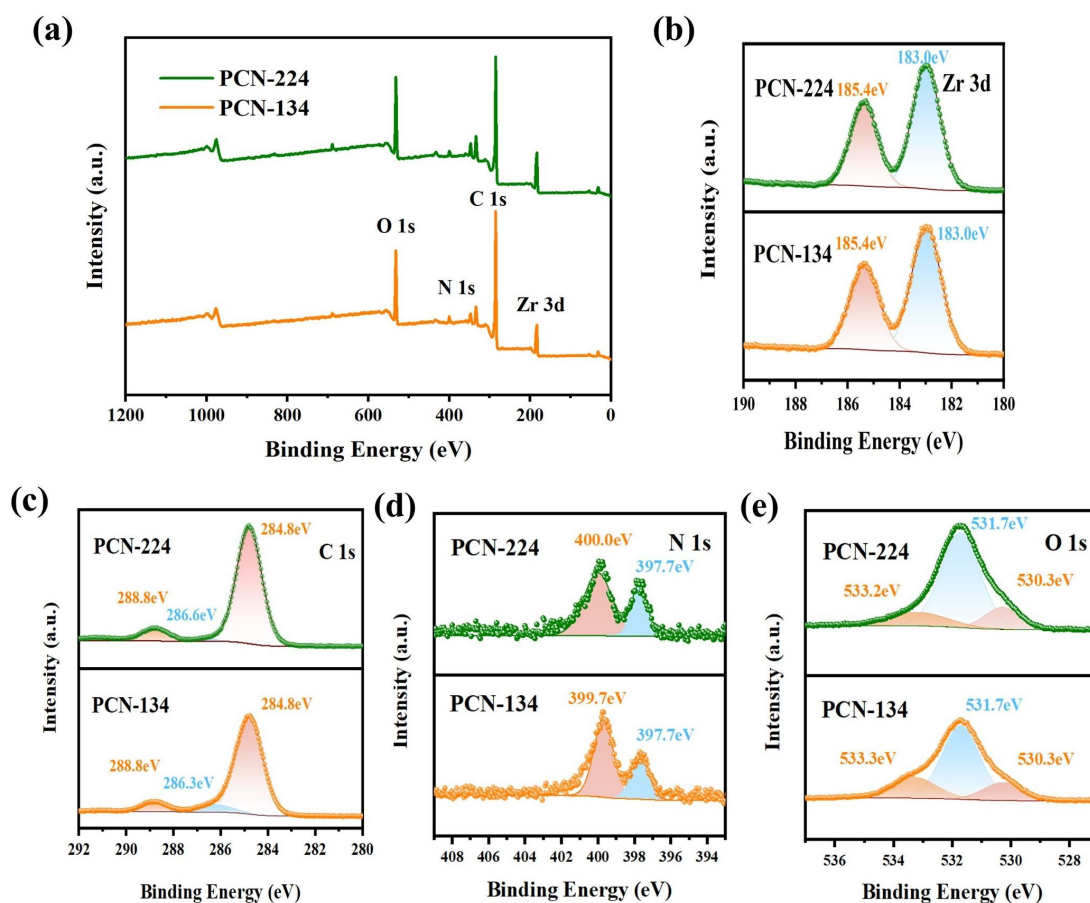 (a)
PCN-224
PCN-134
O 1s
N 1s
C 1s
Zr 3d
Intensity (a.u.)
1200 1000 800 600 400 200 0
Binding Energy (eV)
(b)
PCN-224
185.4eV
183.0eV
Zr 3d
PCN-134
185.4eV
183.0eV
Intensity (a.u.)
190 188 186 184 182 180
Binding Energy (eV)
(c)
PCN-224
284.8eV
C 1s
288.8eV
286.6eV
PCN-134
284.8eV
288.8eV
286.3eV
Intensity (a.u.)
292 290 288 286 284 282 280
Binding Energy (eV)
(d)
PCN-224
400.0eV
N 1s
397.7eV
PCN-134
399.7eV
397.7eV
Intensity (a.u.)
408 406 404 402 400 398 396 394
Binding Energy (eV)
(e)
PCN-224
531.7eV
O 1s
533.2eV
530.3eV
PCN-134
531.7eV
533.3eV
530.3eV
Intensity (a.u.)
536 534 532 530 528
Binding Energy (eV)